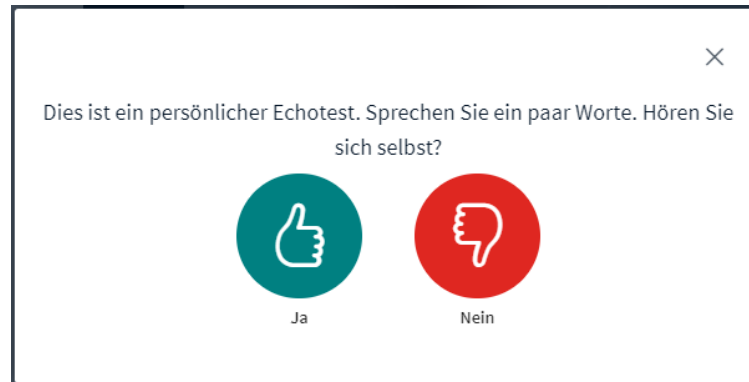 Dies ist ein persönlicher Echotest. Sprechen Sie ein paar Worte. Hören Sie
sich selbst?
Ja
Nein